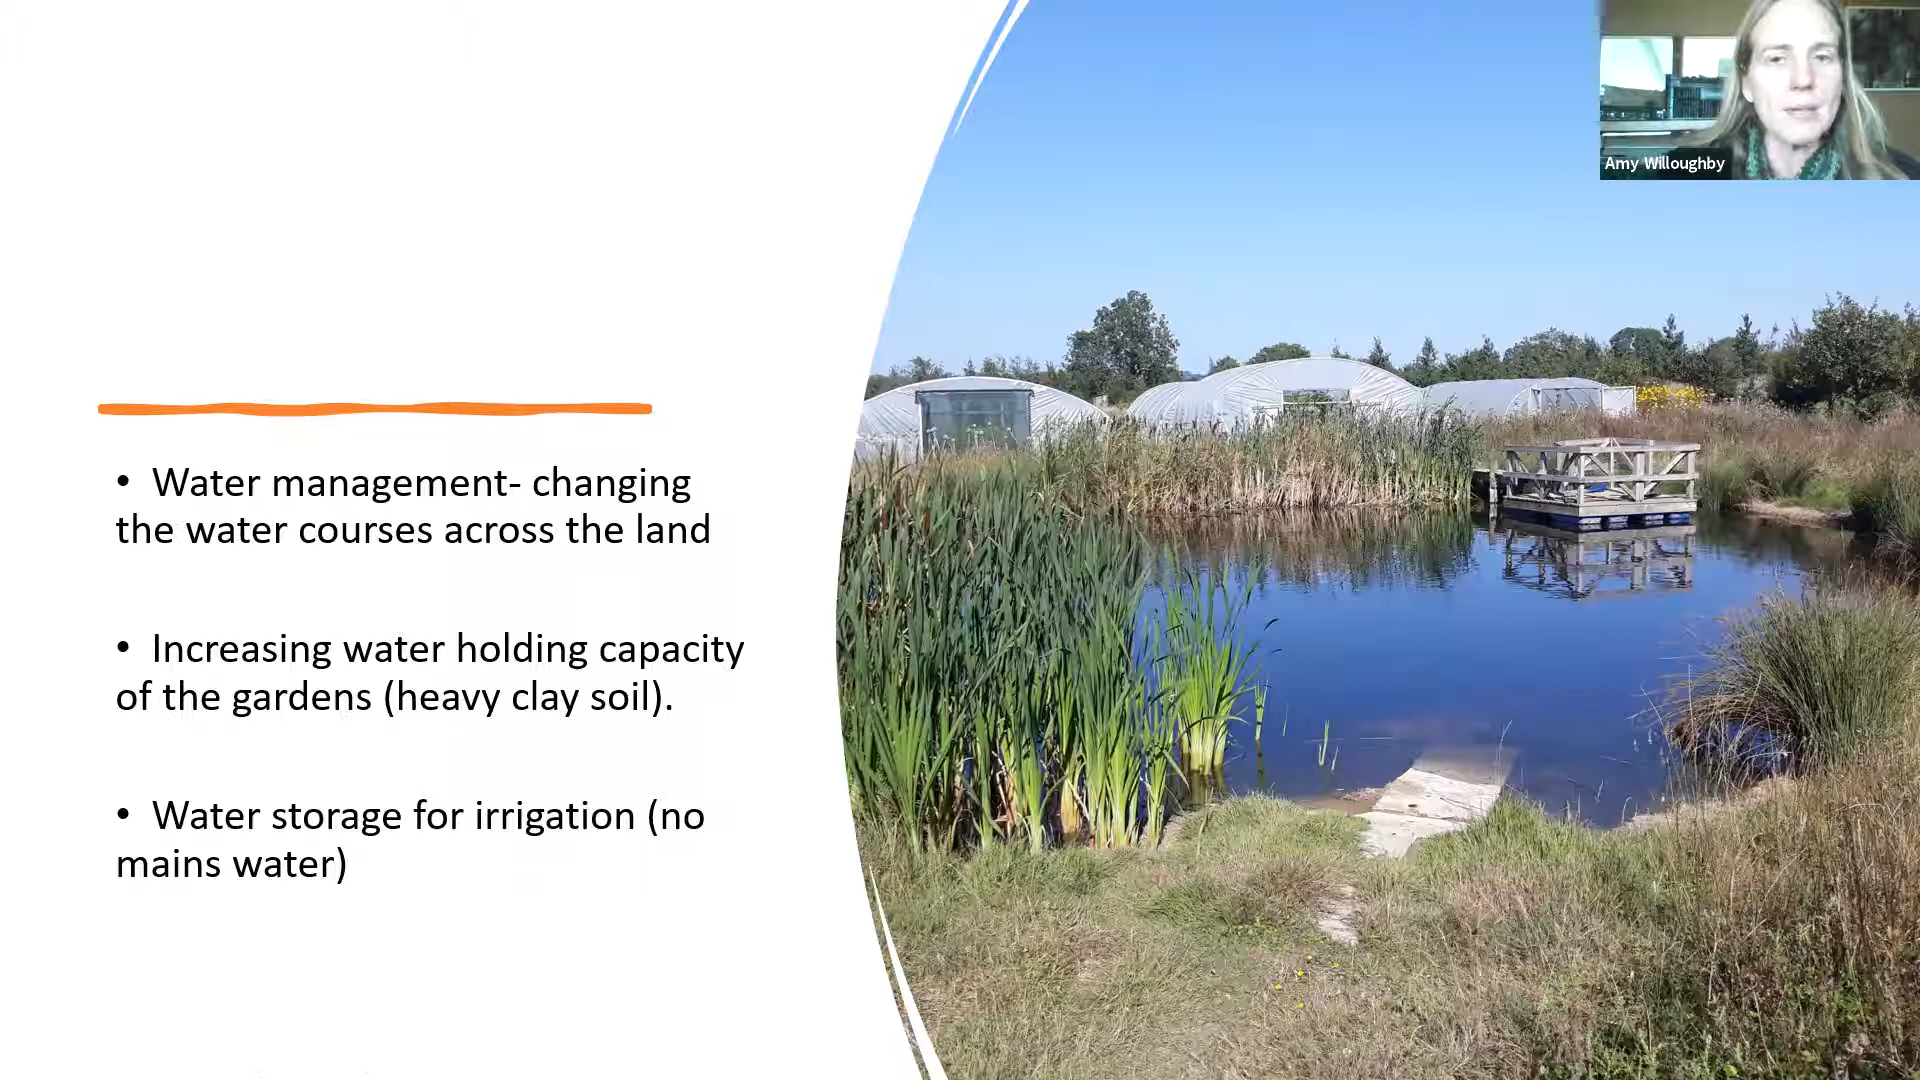 Amy Willoughby
• Water management- changing
the water courses across the land
• Increasing water holding capacity
of the gardens (heavy clay soil).
• Water storage for irrigation (no
mains water)